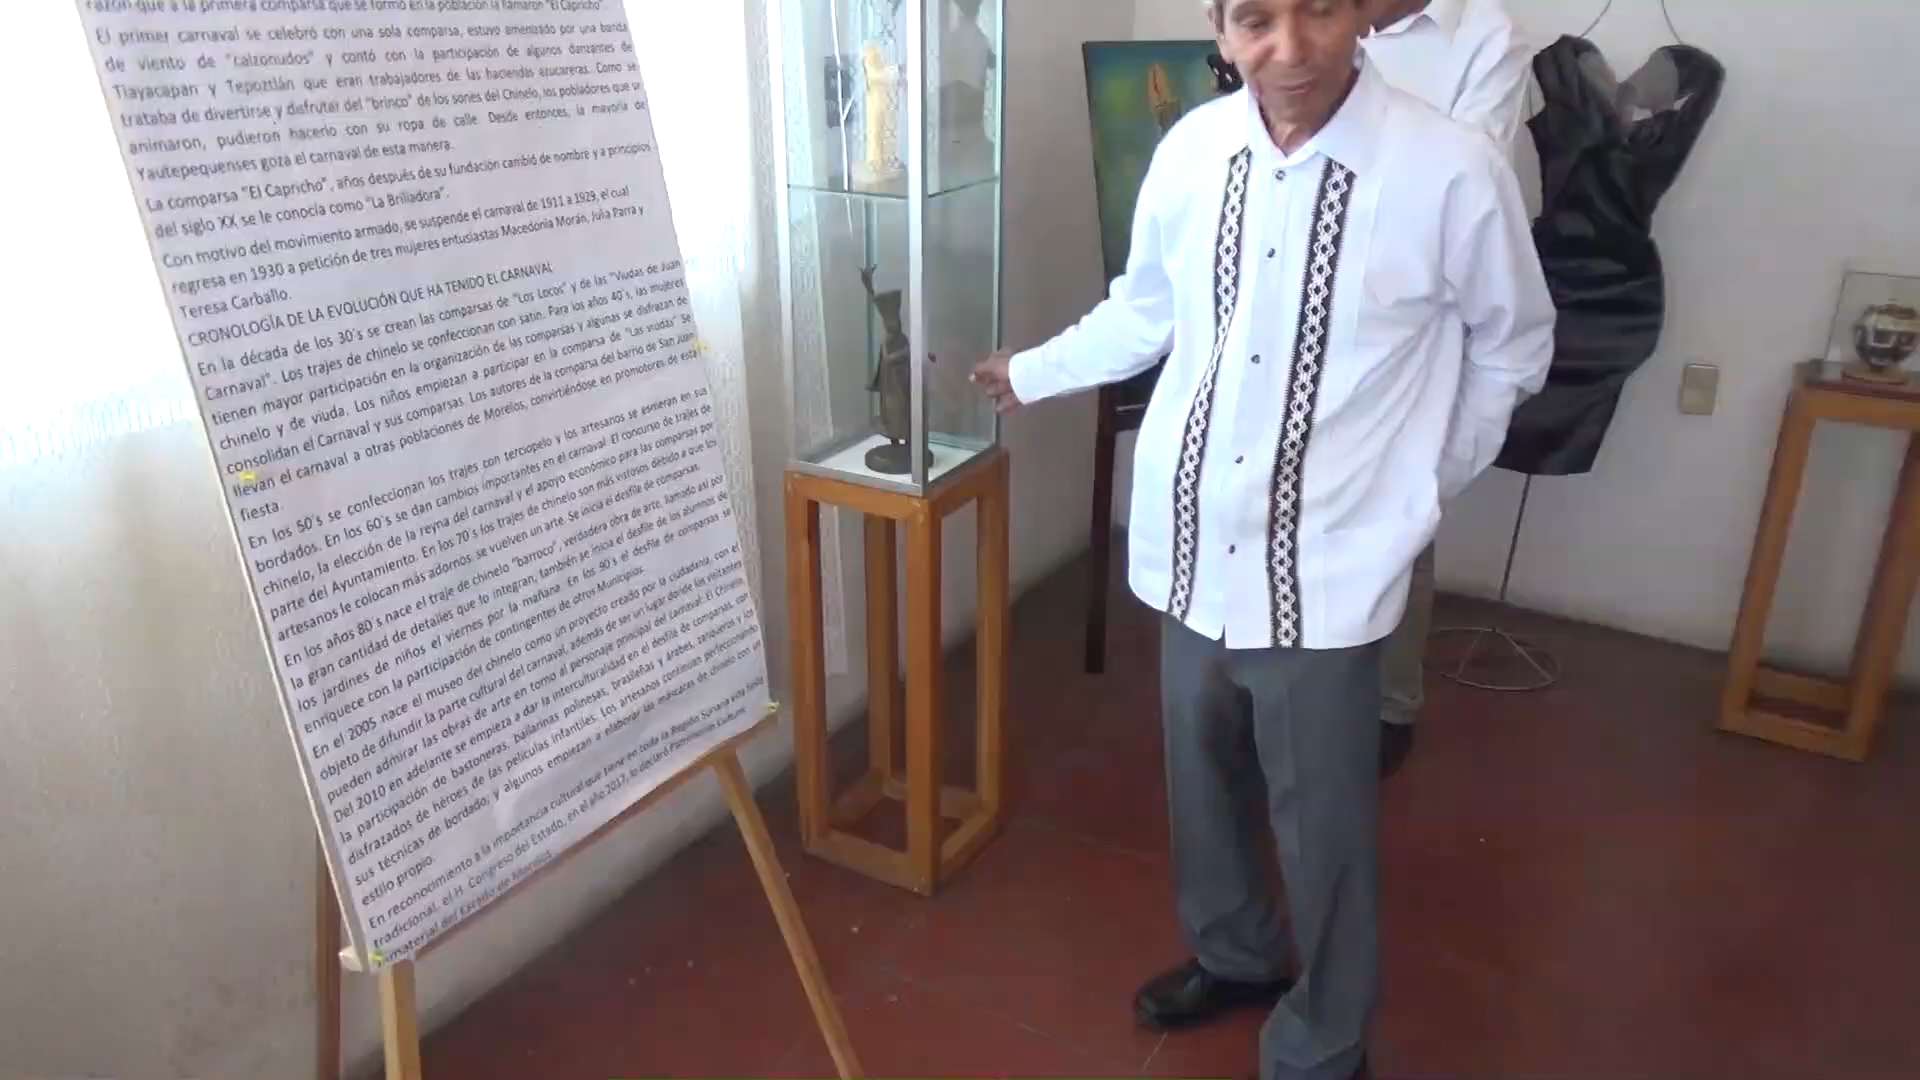 razón que a la primera comparsa que se formó en la población la llamaron "El Capricho".
El primer carnaval se celebró con una sola comparsa, estuvo amenizado por una banda
de viento de "calzonudos" y contó con la participación de algunos danzantes de
Tlayacapan y Tepoztlán que eran trabajadores de las haciendas azucareras. Como se
trataba de divertirse y disfrutar del "brinco" de los sones del Chinelo, los pobladores que se
animaron, pudieron hacerlo con su ropa de calle. Desde entonces, la mayoría de
Yautepequenses goza el carnaval de esta manera.
La comparsa "El Capricho", años después de su fundación cambió de nombre y a principios
del siglo XX se le conocía como "La Brilladora".
Con motivo del movimiento armado, se suspende el carnaval de 1911 a 1929, el cual
regresa en 1930 a petición de tres mujeres entusiastas Macedonia Morán, Julia Parra y
Teresa Carballo.
CRONOLOGÍA DE LA EVOLUCIÓN QUE HA TENIDO EL CARNAVAL
En la década de los 30´s se crean las comparsas de "Los Locos" y de las "Viudas de Juan
Carnaval". Los trajes de chinelo se confeccionan con satín. Para los años 40´s, las mujeres
tienen mayor participación en la organización de las comparsas y algunas se disfrazan de
chinelo y de viuda. Los niños empiezan a participar en la comparsa de "Las viudas" Se
consolidan el Carnaval y sus comparsas. Los autores de la comparsa del barrio de San Juan
llevan el carnaval a otras poblaciones de Morelos, convirtiéndose en promotores de esta
fiesta.
En los 50´s se confeccionan los trajes con terciopelo y los artesanos se esmeran en sus
bordados. En los 60´s se dan cambios importantes en el carnaval: El concurso de trajes de
chinelo, la elección de la reyna del carnaval y el apoyo económico para las comparsas por
parte del Ayuntamiento. En los 70´s los trajes de chinelo son más vistosos debido a que los
artesanos le colocan más adornos: se vuelven un arte. Se inicia el desfile de comparsas.
En los años 80´s nace el traje de chinelo "barroco", verdadera obra de arte, llamado así por
la gran cantidad de detalles que lo integran, también se inicia el desfile de los alumnos de
los jardines de niños el viernes por la mañana. En los 90´s el desfile de comparsas se
enriquece con la participación de contingentes de otros Municipios.
En el 2005 nace el museo del chinelo como un proyecto creado por la ciudadanía, con el
objeto de difundir la parte cultural del carnaval, además de ser un lugar donde los visitantes
pueden admirar las obras de arte en torno al personaje principal del carnaval: El Chinelo.
Del 2010 en adelante se empieza a dar la interculturalidad en el desfile de comparsas, con
la participación de bastoneras, bailarinas polinesas, brasileñas y árabes, zanqueros y los
disfrazados de héroes de las películas infantiles. Los artesanos continúan perfeccionando
sus técnicas de bordado; y algunos empiezan a elaborar las máscaras de chinelo con un
estilo propio.
En reconocimiento a la importancia cultural que tiene en toda la Región Suriana esta fiesta
tradicional, el H. Congreso del Estado, en el año 2017, lo declaró Patrimonio Cultural
inmaterial del Estado de Morelos.